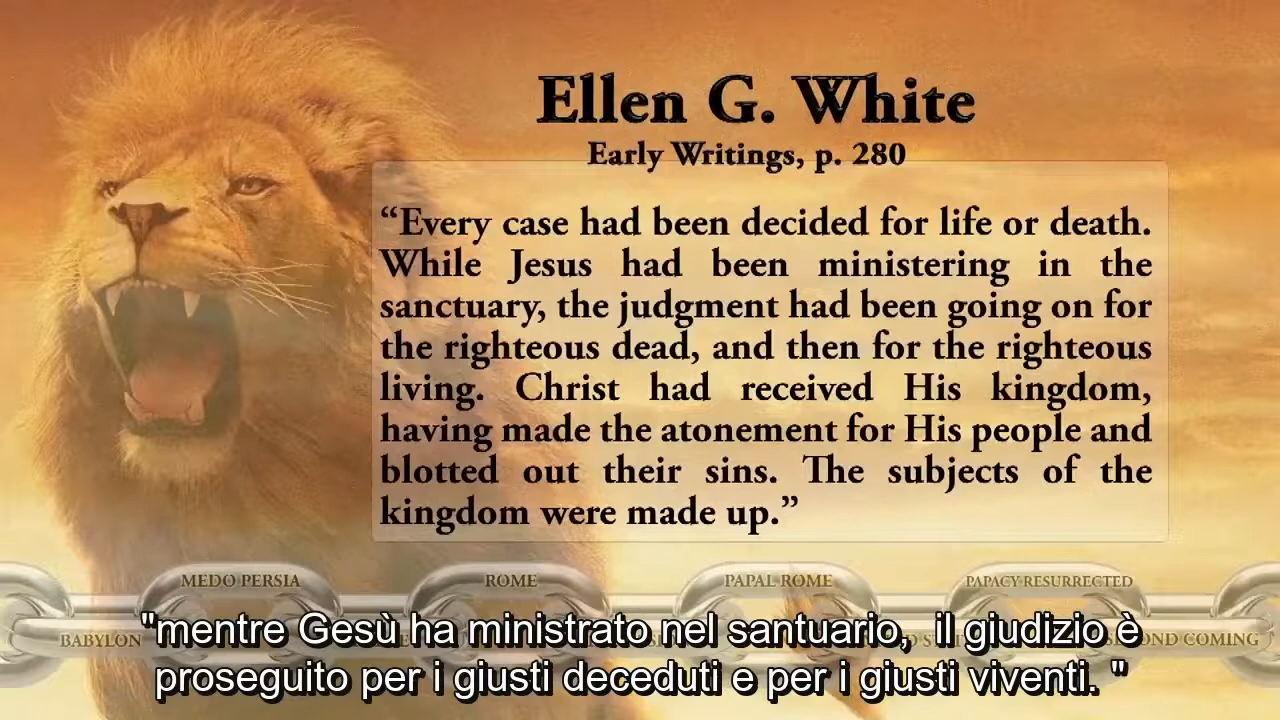 Ellen G. White
Early Writings, p. 280
“Every case had been decided for life or death.
While Jesus had been ministering in the
sanctuary, the judgment had been going on for
the righteous dead, and then for the righteous
living. Christ had received His kingdom,
having made the atonement for His people and
blotted out their sins. The subjects of the
kingdom were made up.”
MEDO PERSIA ROME PAPAL ROME PAPACY RESURRECTED
BABYLON COMING
"mentre Gesù ha ministrato nel santuario, il giudizio è
proseguito per i giusti deceduti e per i giusti viventi. "